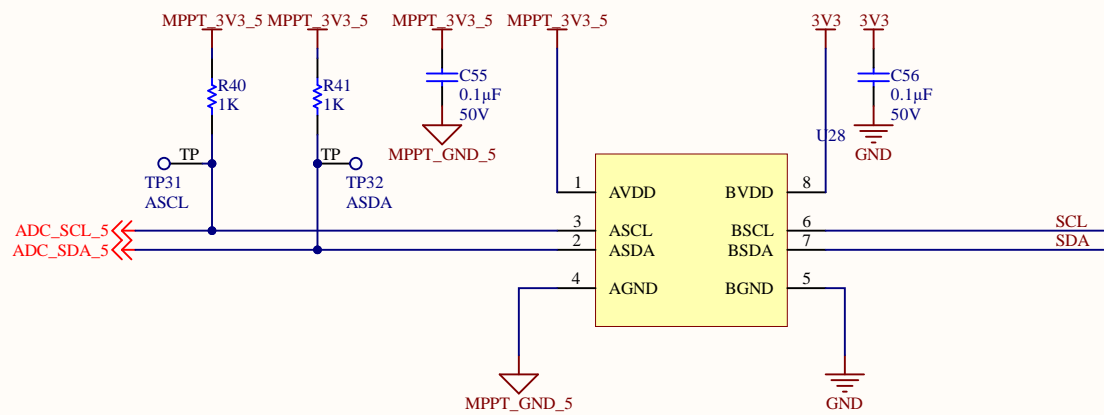 MPPT_3V3_5
MPPT_3V3_5
MPPT_3V3_5
MPPT_3V3_5
3V3
3V3
R40
1K
R41
1K
C55
0.1µF
50V
C56
0.1µF
50V
U28
MPPT_GND_5
GND
TP
TP31
ASCL
TP
TP32
ASDA
1
AVDD
BVDD
8
ADC_SCL_5
3
ASCL
BSCL
6
SCL
ADC_SDA_5
2
ASDA
BSDA
7
SDA
4
AGND
BGND
5
MPPT_GND_5
GND